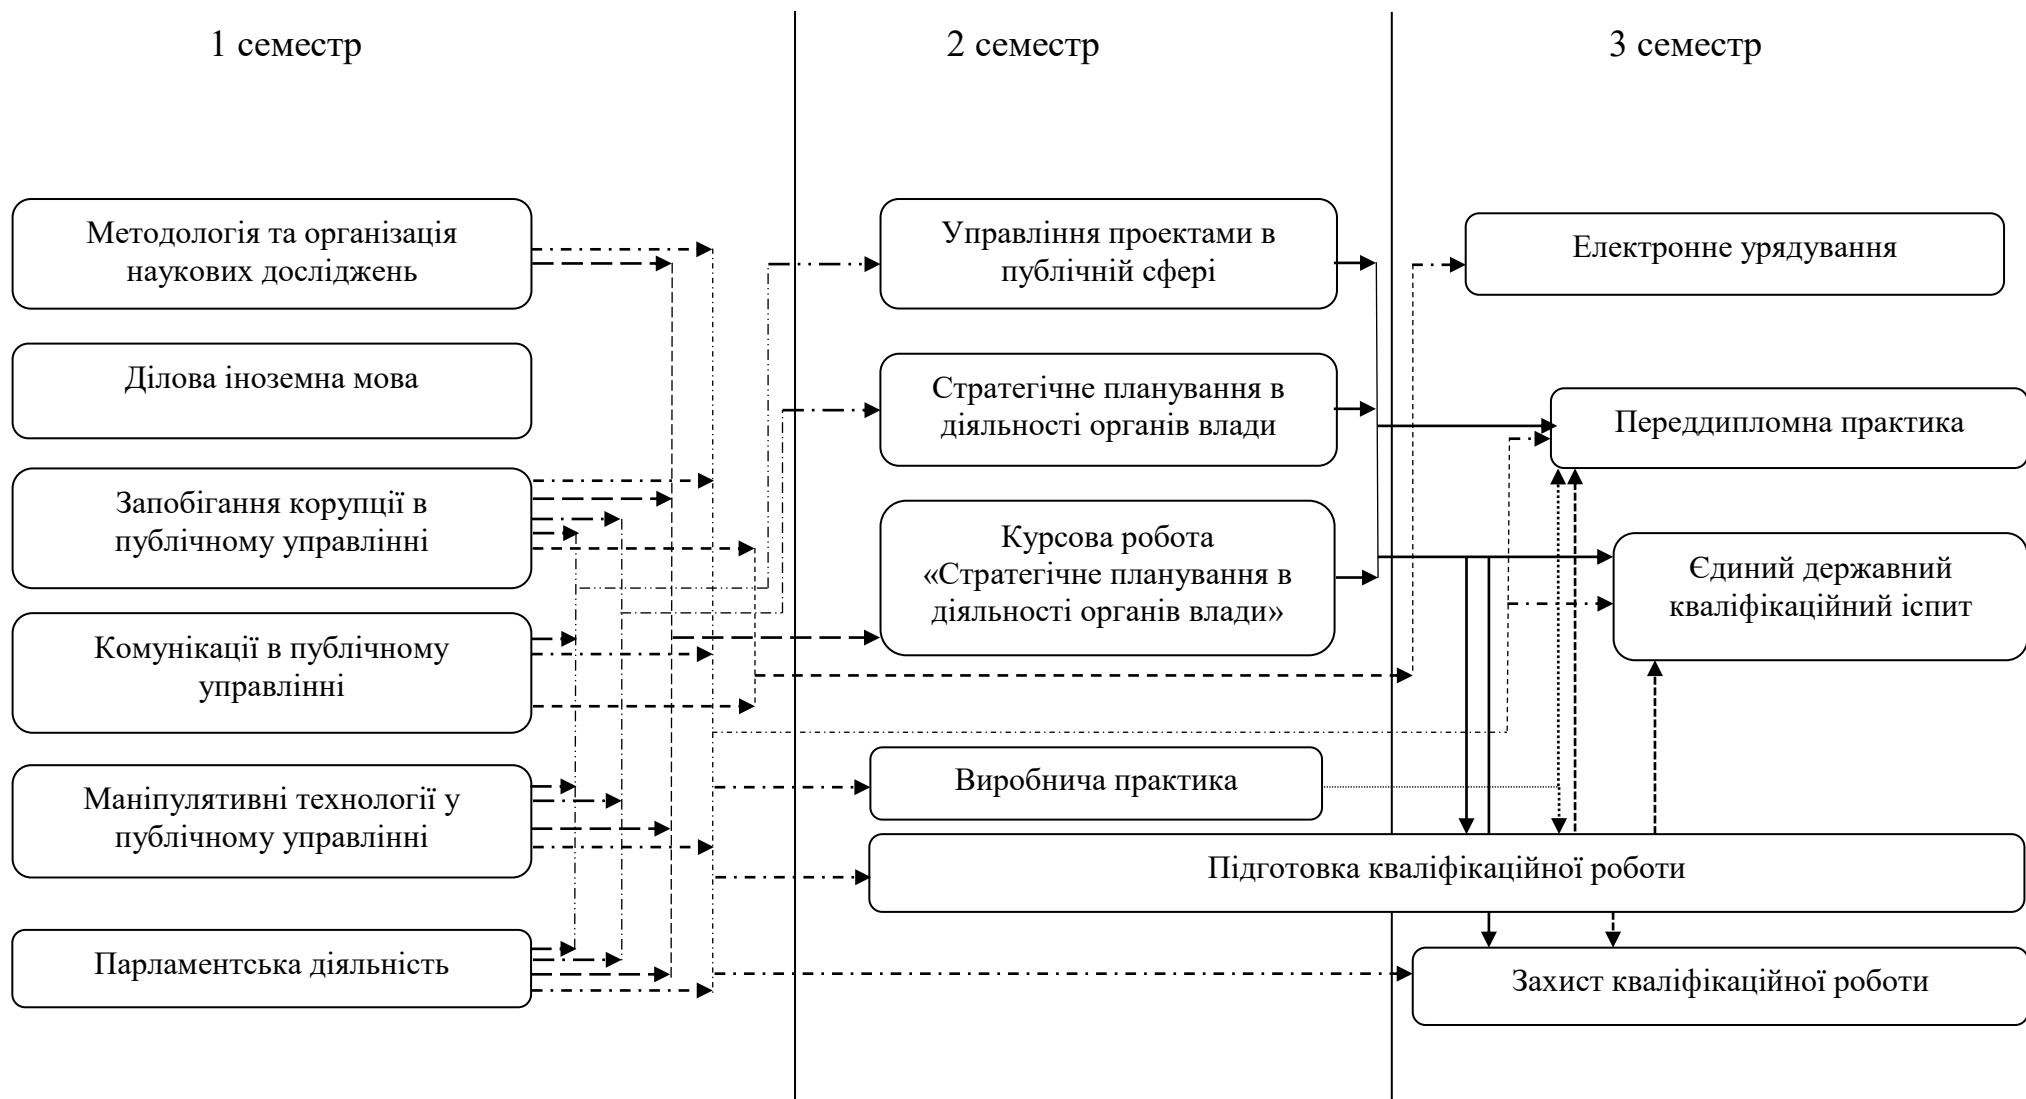 1 семестр
2 семестр
3 семестр
Методологія та організація
наукових досліджень
Ділова іноземна мова
Запобігання корупції в
публічному управлінні
Комунікації в публічному
управлінні
Маніпулятивні технології у
публічному управлінні
Парламентська діяльність
Управління проектами в
публічній сфері
Стратегічне планування в
діяльності органів влади
Курсова робота
«Стратегічне планування в
діяльності органів влади»
Виробнича практика
Підготовка кваліфікаційної роботи
Електронне урядування
Переддипломна практика
Єдиний державний
кваліфікаційний іспит
Захист кваліфікаційної роботи